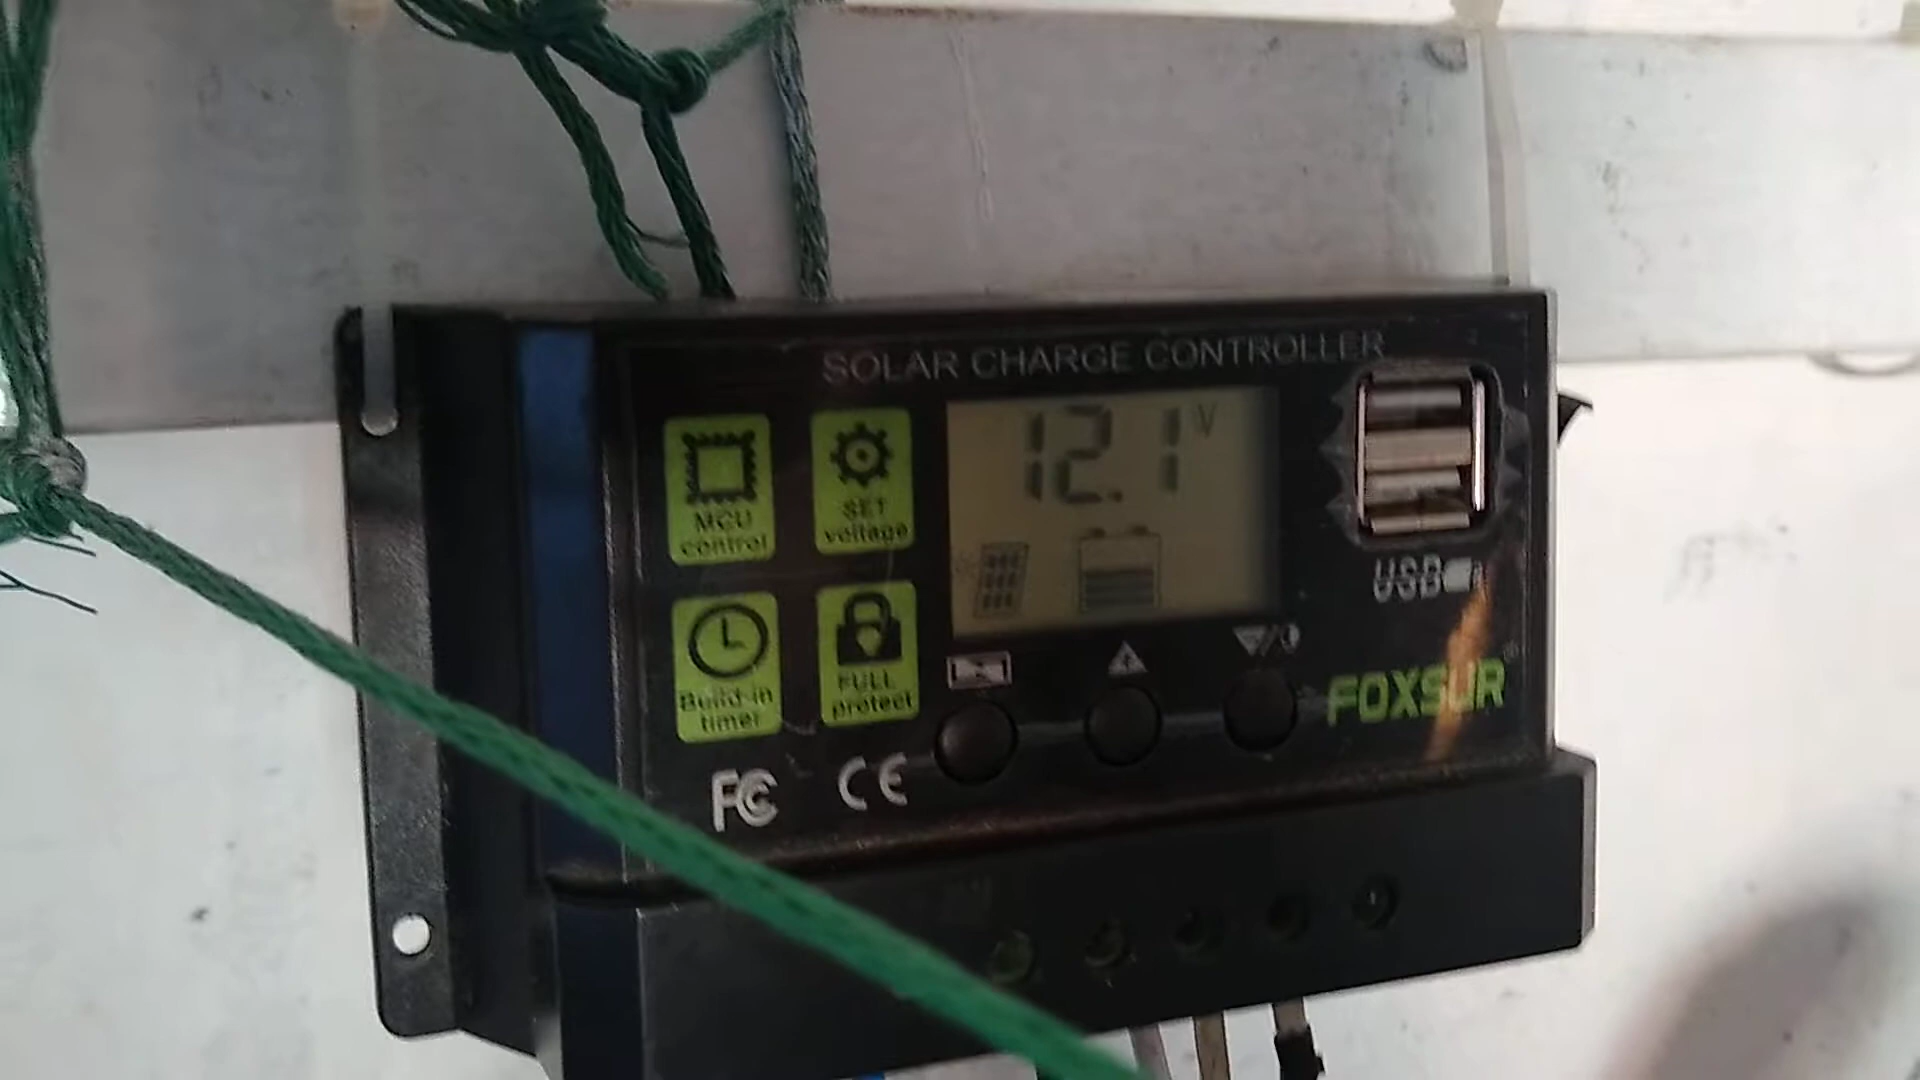 SOLAR CHARGE CONTROLLER
12.1 V
MCU
control
SET
voltage
Build-in
timer
FULL
protect
USB
FOXSUR®
FC CE